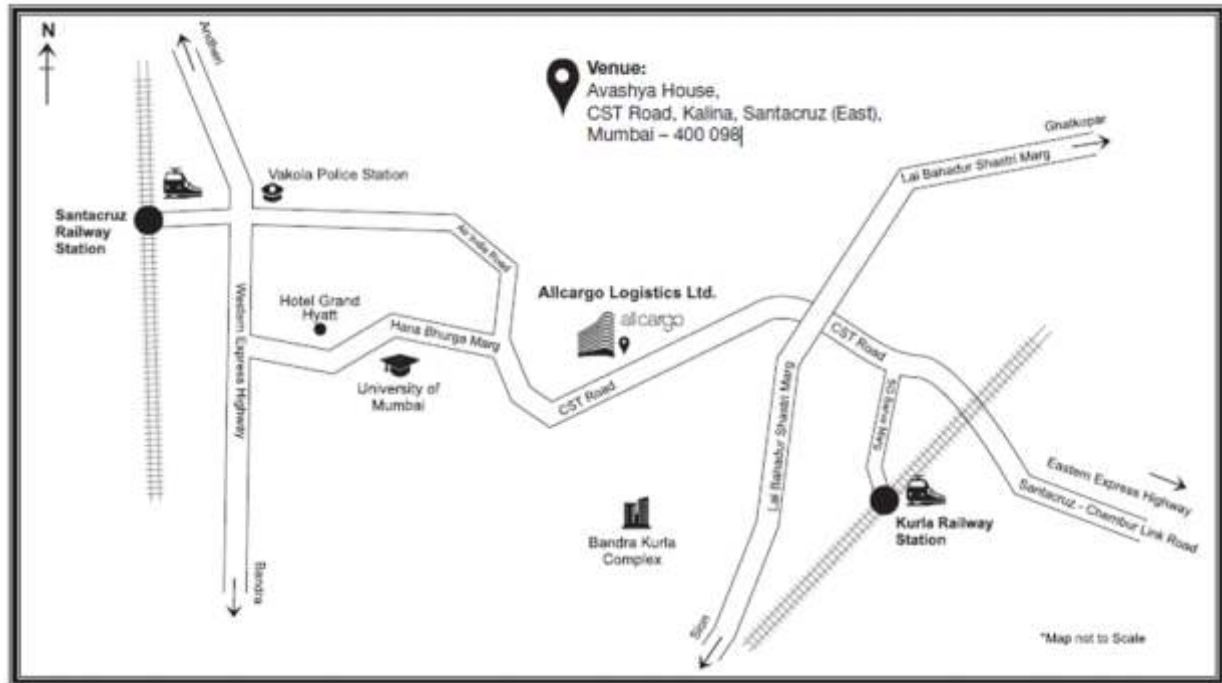 N
Andheri
Venue:
Avashya House,
CST Road, Kalina, Santacruz (East),
Mumbai – 400 098
Ghatkopar
Lal Bahadur Shastri Marg
Vakola Police Station
Santacruz
Railway
Station
Air India Road
Western Express Highway
Hotel Grand
Hyatt
Hans Bhurga Marg
University of
Mumbai
Allcargo Logistics Ltd.
allcargo
CST Road
CST Road
Lal Bahadur Shastri Marg
SG Barve Marg
Eastern Express Highway
Santacruz - Chembur Link Road
Kurla Railway
Station
Bandra Kurla
Complex
Bandra
Sion
*Map not to Scale